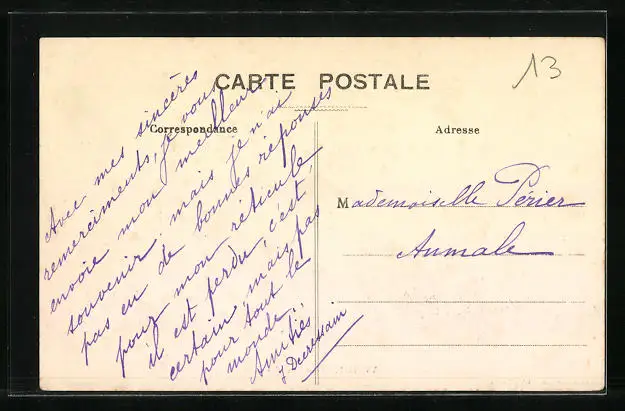 13
CARTE POSTALE
Correspondance
Adresse
Avec mes sincères
remerciments, je vous
envoie mon meilleur
souvenir, mais je n'ai
pas eu de bonnes réponses
pour mon réticule
il est perdu, c'est
certain, mais pas
pour tout le
monde.
Amitiés
Mademoiselle Périer
Aumale